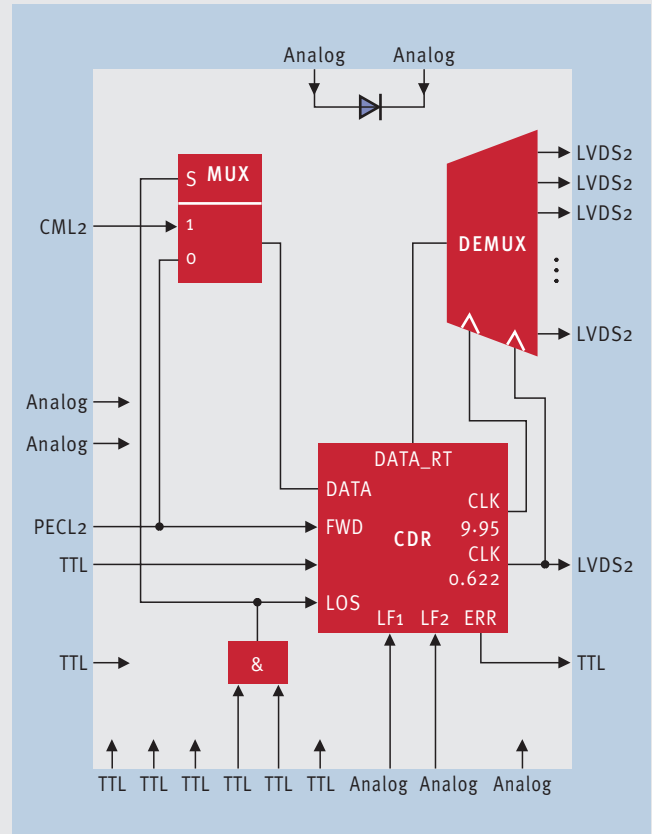 Analog Analog
LVDS2
S MUX
LVDS2
LVDS2
CML2
1
DEMUX
0
LVDS2
Analog
Analog
DATA_RT
DATA
CLK
PECL2
FWD
CDR
9.95
CLK
TTL
0.622
LVDS2
LOS
LF1 LF2 ERR
TTL
&
TTL
TTL TTL TTL TTL TTL TTL Analog Analog Analog